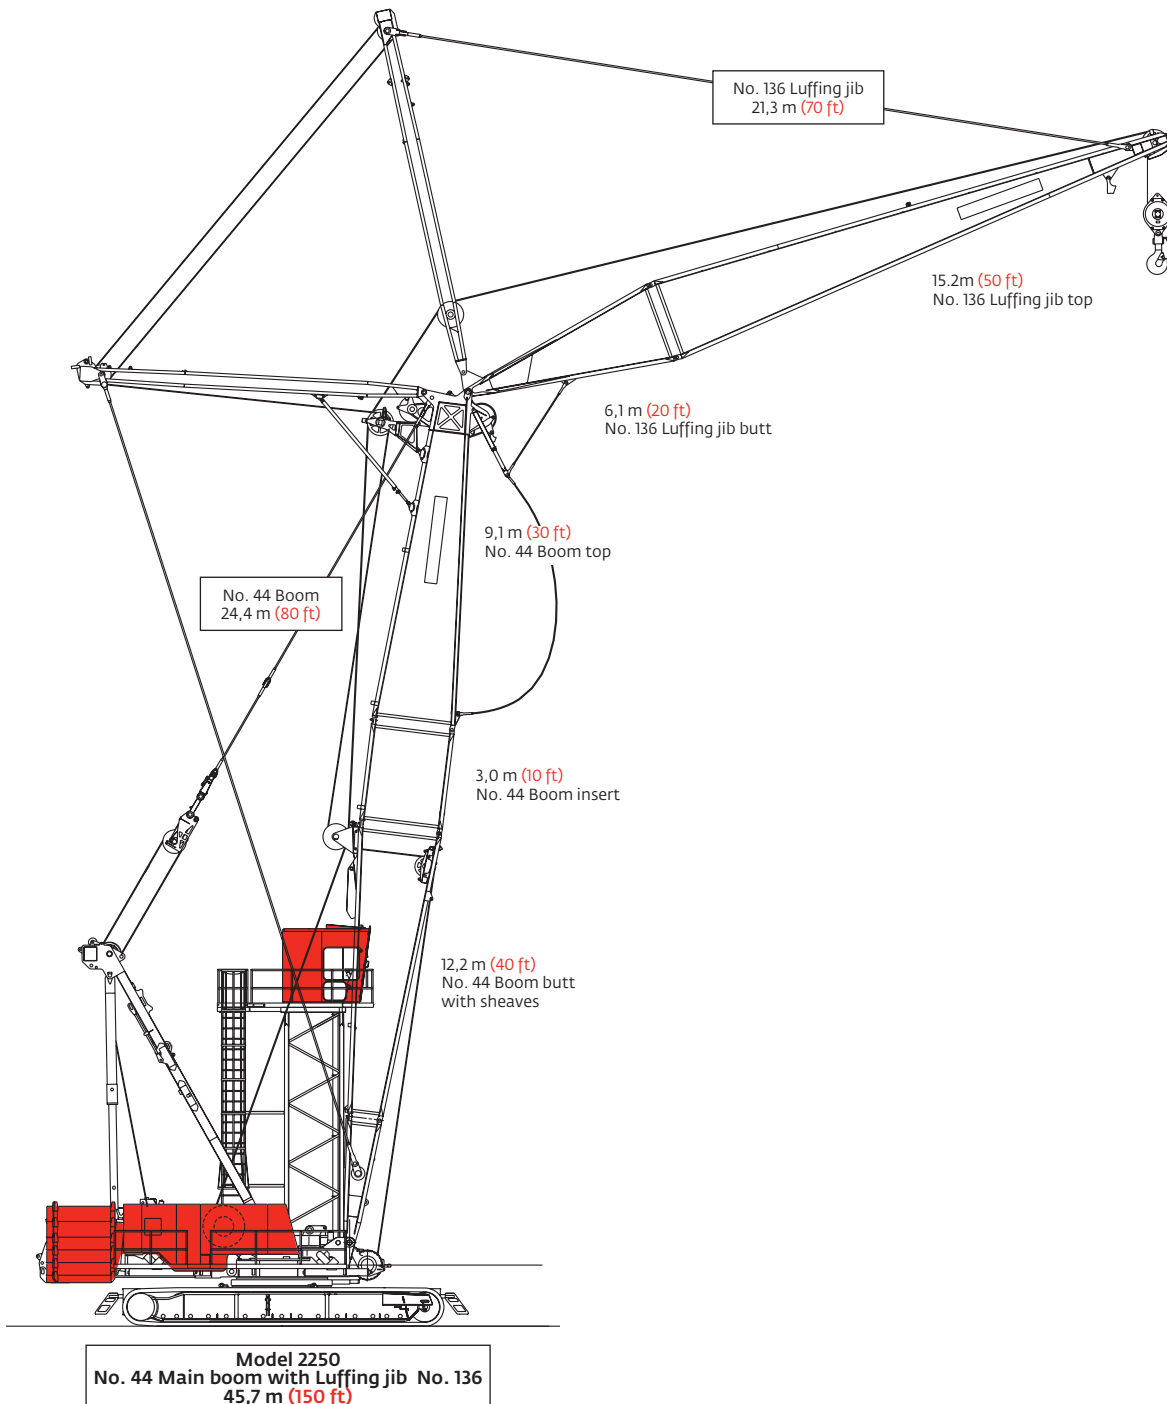 No. 136 Luffing jib
21,3 m (70 ft)
15.2m (50 ft)
No. 136 Luffing jib top
6,1 m (20 ft)
No. 136 Luffing jib butt
9,1 m (30 ft)
No. 44 Boom top
No. 44 Boom
24,4 m (80 ft)
3,0 m (10 ft)
No. 44 Boom insert
12,2 m (40 ft)
No. 44 Boom butt
with sheaves
Model 2250
No. 44 Main boom with Luffing jib No. 136
45,7 m (150 ft)